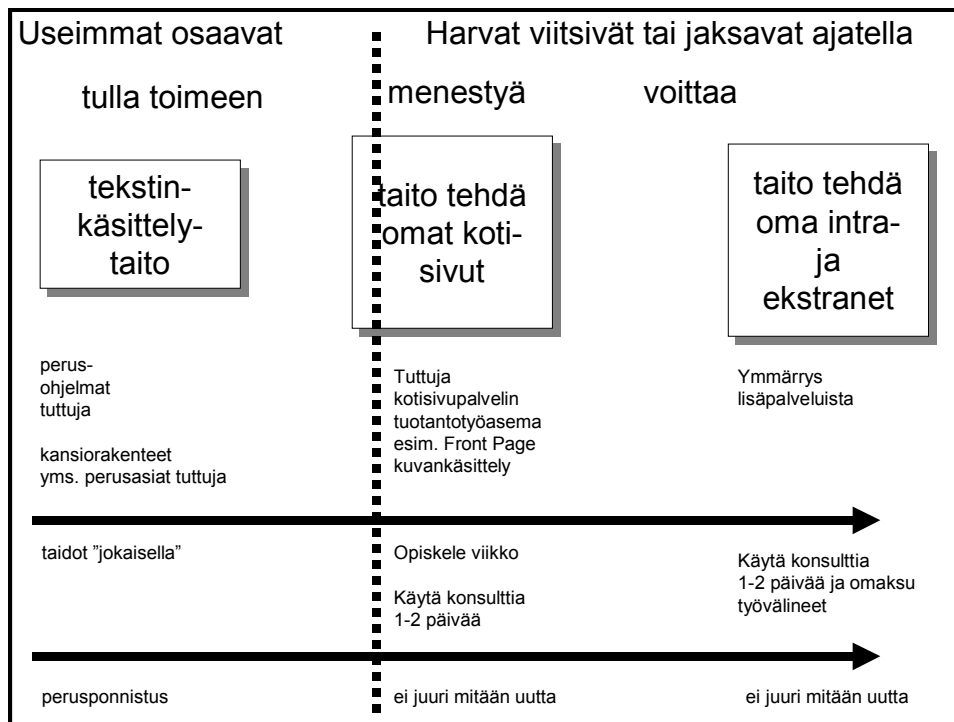 Useimmat osaavat
Harvat viitsivät tai jaksavat ajatella
tulla toimeen
menestyä
voittaa
tekstin-
käsittely-
taito
taito tehdä
omat koti-
sivut
taito tehdä
oma intra-
ja
ekstranet
perus-
ohjelmat
tuttuja
kansiorakenteet
yms. perusasiat tuttuja
Tuttuja
kotisivupalvelin
tuotantotyöasema
esim. Front Page
kuvankäsittely
Ymmärrys
lisäpalveluista
taidot ”jokaisella”
Opiskele viikko
Käytä konsulttia
1-2 päivää
Käytä konsulttia
1-2 päivää ja omaksu
työvälineet
perusponnistus
ei juuri mitään uutta
ei juuri mitään uutta